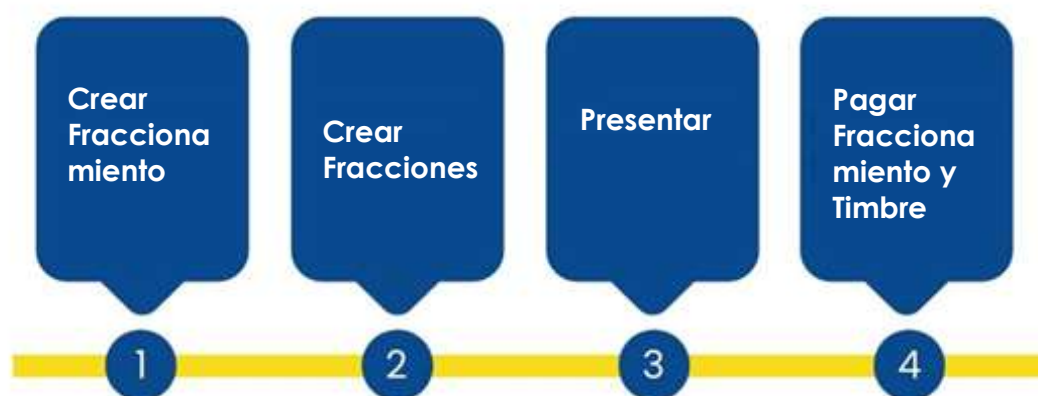 Crear
Fracciona
miento
Crear
Fracciones
Presentar
Pagar
Fracciona
miento y
Timbre
1
2
3
4